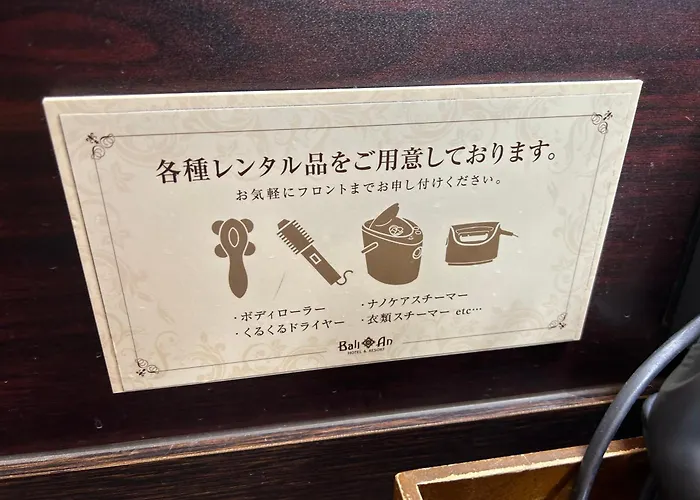 各種レンタル品をご用意しております。
お気軽にフロントまでお申し付けください。
・ボディローラー ・ナノケアスチーマー
・くるくるドライヤー ・衣類スチーマー etc…
Bali An
HOTEL & RESORT